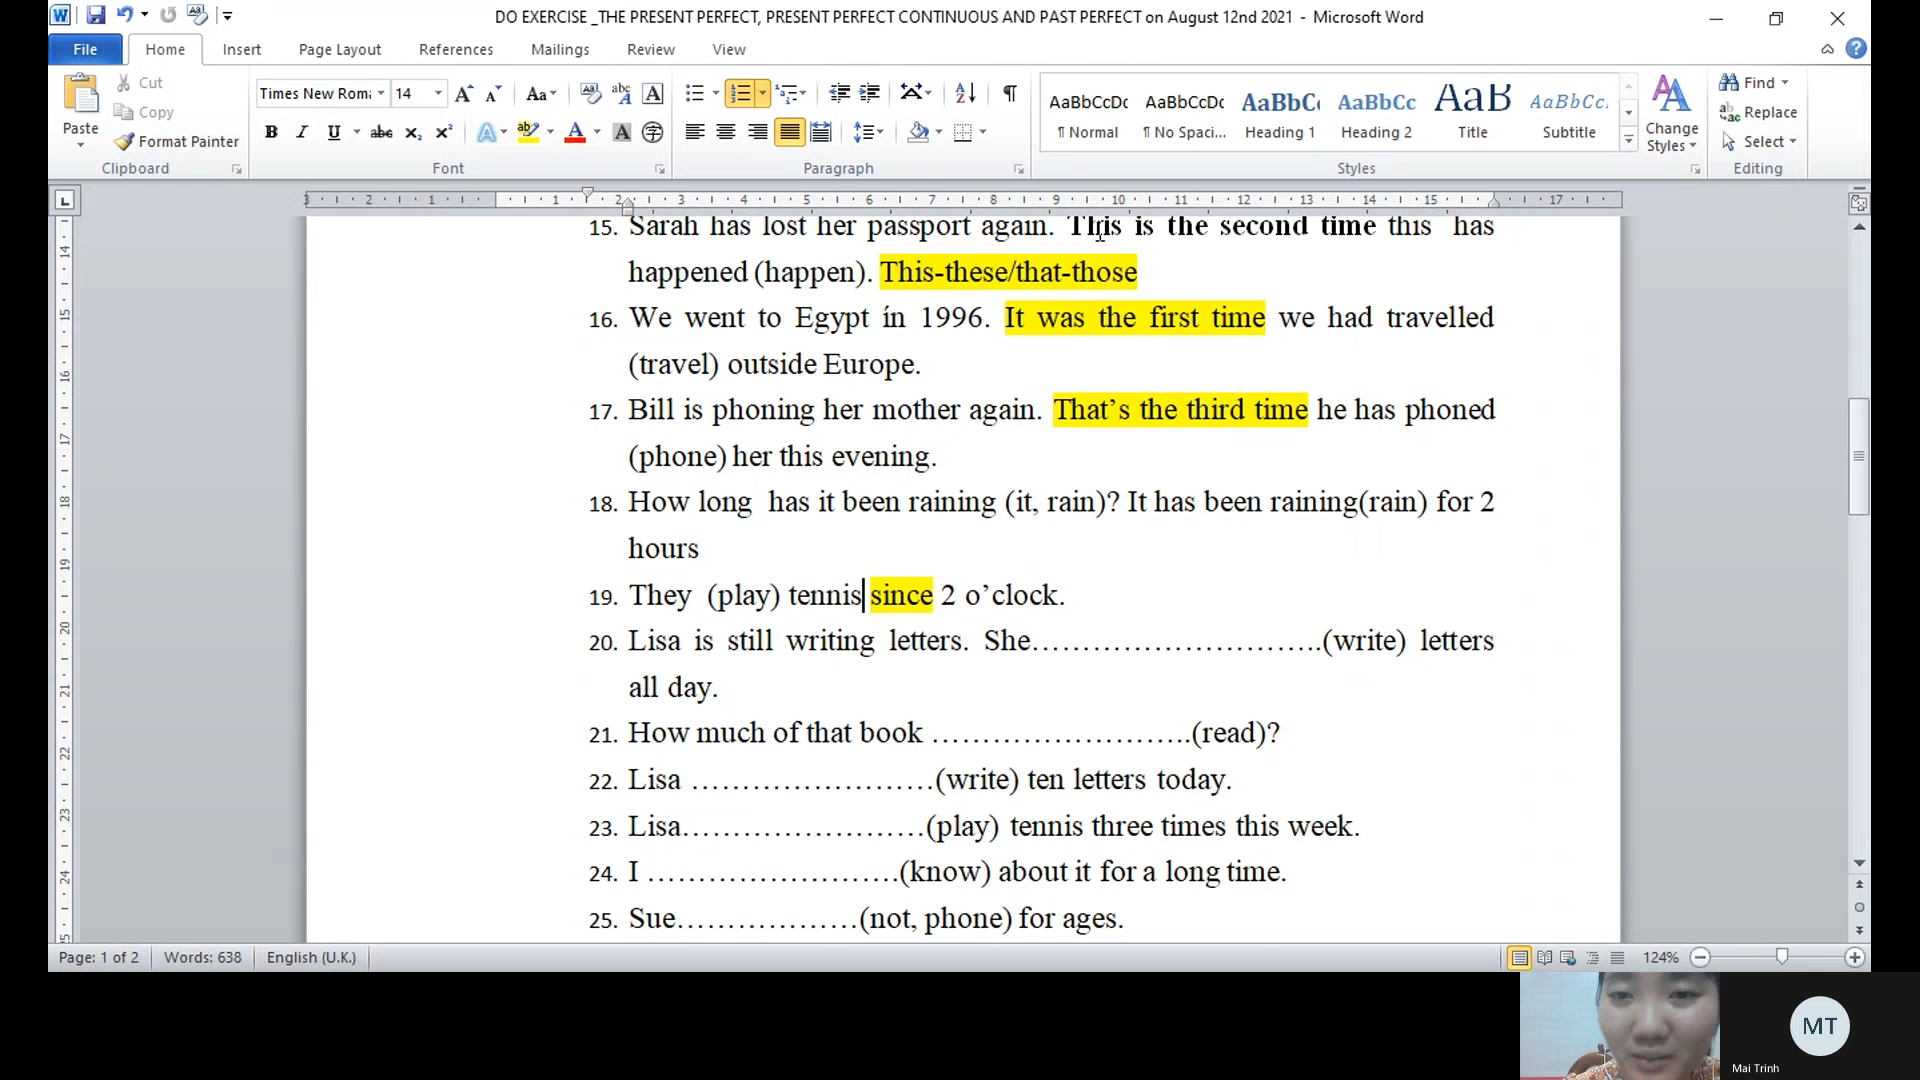 DO EXERCISE _THE PRESENT PERFECT, PRESENT PERFECT CONTINUOUS AND PAST PERFECT on August 12nd 2021 - Microsoft Word
File Home Insert Page Layout References Mailings Review View
Paste
Cut
Copy
Format Painter
Clipboard
Times New Roma 14
Font
Paragraph
AaBbCcDc ¶ Normal
AaBbCcDc ¶ No Spaci...
AaBbC Heading 1
AaBbCc Heading 2
AaB Title
AaBbCc. Subtitle
Change Styles
Styles
Find
Replace
Select
Editing
15. Sarah has lost her passport again. This is the second time this has
happened (happen). This-these/that-those
16. We went to Egypt ín 1996. It was the first time we had travelled
(travel) outside Europe.
17. Bill is phoning her mother again. That’s the third time he has phoned
(phone) her this evening.
18. How long has it been raining (it, rain)? It has been raining(rain) for 2
hours
19. They (play) tennis since 2 o’clock.
20. Lisa is still writing letters. She…………………………..(write) letters
all day.
21. How much of that book ……………………..(read)?
22. Lisa ……………………(write) ten letters today.
23. Lisa……………………(play) tennis three times this week.
24. I …………………….(know) about it for a long time.
25. Sue………………(not, phone) for ages.
Page: 1 of 2 Words: 638 English (U.K.) 124%
MT
Mai Trinh